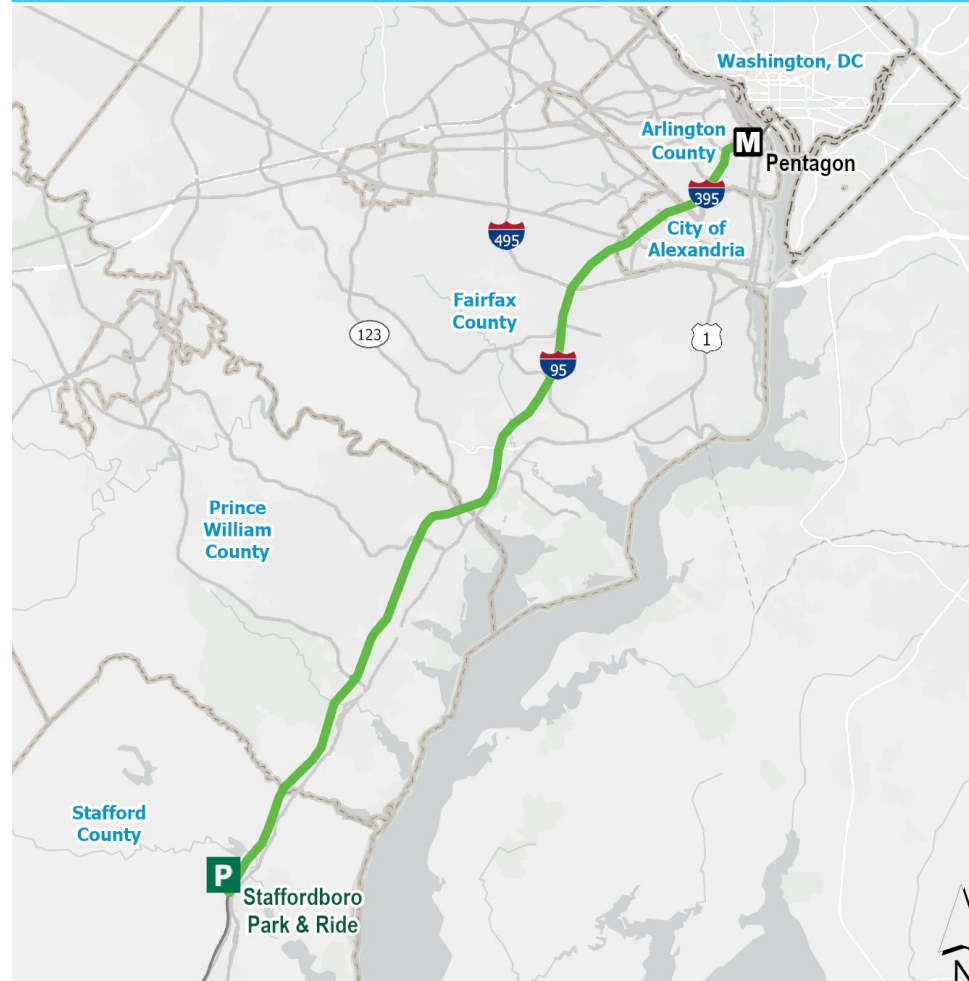 Washington, DC
Arlington
County
M
Pentagon
395
City of
Alexandria
495
Fairfax
County
123
1
95
Prince
William
County
Stafford
County
P
Staffordboro
Park & Ride
N